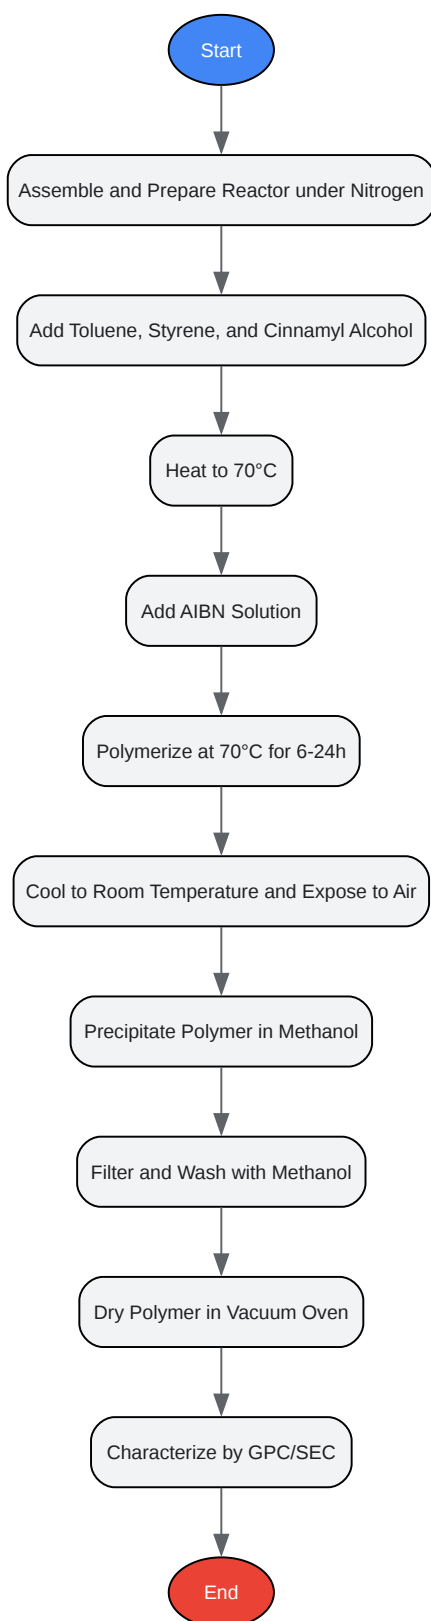 Start
Assemble and Prepare Reactor under Nitrogen
Add Toluene, Styrene, and Cinnamyl Alcohol
Heat to 70°C
Add AIBN Solution
Polymerize at 70°C for 6-24h
Cool to Room Temperature and Expose to Air
Precipitate Polymer in Methanol
Filter and Wash with Methanol
Dry Polymer in Vacuum Oven
Characterize by GPC/SEC
End